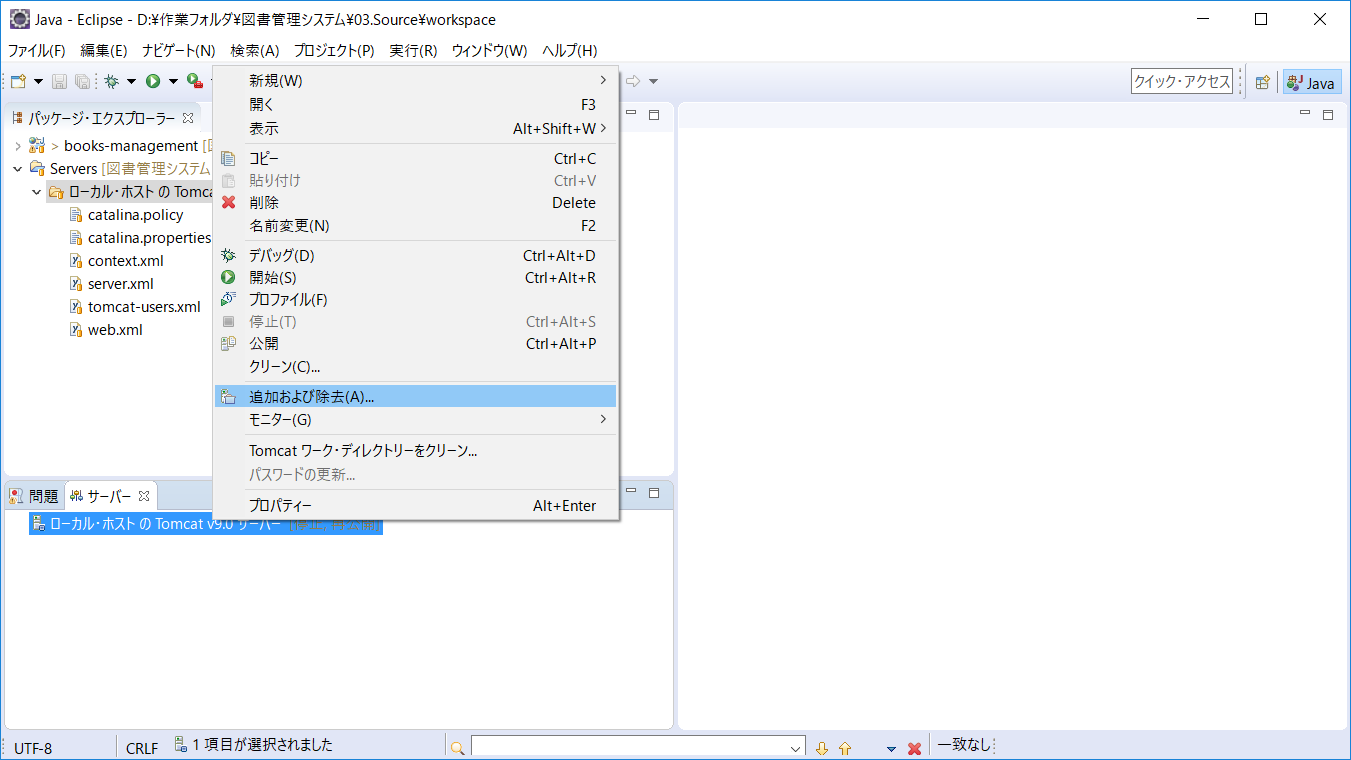 Java - Eclipse - D:¥作業フォルダ¥図書管理システム¥03.Source¥workspace
ファイル(F) 編集(E) ナビゲート(N) 検索(A) プロジェクト(P) 実行(R) ウィンドウ(W) ヘルプ(H)
クイック・アクセス
Java
パッケージ・エクスプローラー
> books-management
Servers [図書管理システム
ローカル・ホスト の Tomca
catalina.policy
catalina.properties
context.xml
server.xml
tomcat-users.xml
web.xml
新規(W)
開く F3
表示 Alt+Shift+W
コピー Ctrl+C
貼り付け Ctrl+V
削除 Delete
名前変更(N) F2
デバッグ(D) Ctrl+Alt+D
開始(S) Ctrl+Alt+R
プロファイル(F)
停止(T) Ctrl+Alt+S
公開 Ctrl+Alt+P
クリーン(C)...
追加および除去(A)...
モニター(G)
Tomcat ワーク・ディレクトリーをクリーン...
パスワードの更新...
プロパティー Alt+Enter
問題 サーバー
ローカル・ホスト の Tomcat v9.0 サーバー
UTF-8 CRLF 1 項目が選択されました 一致なし